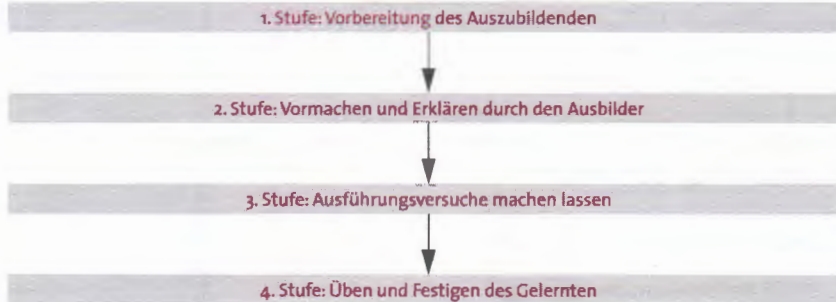 1. Stufe: Vorbereitung des Auszubildenden
2. Stufe: Vormachen und Erklären durch den Ausbilder
3. Stufe: Ausführungsversuche machen lassen
4. Stufe: Üben und Festigen des Gelernten